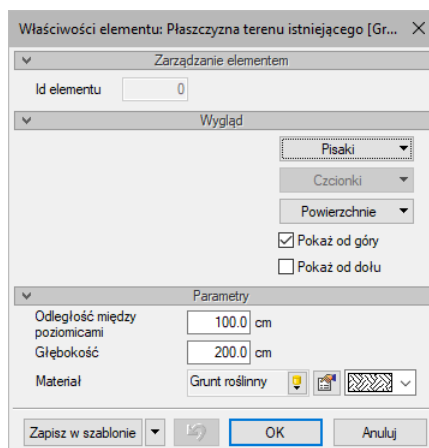 Właściwości elementu: Płaszczyzna terenu istniejącego [Gr...
Zarządzanie elementem
Id elementu 0
Wygląd
Pisaki
Czcionki
Powierzchnie
Pokaż od góry
Pokaż od dołu
Parametry
Odległość między
poziomicami
100.0 cm
Głębokość 200.0 cm
Materiał Grunt roślinny
Zapisz w szablonie OK Anuluj